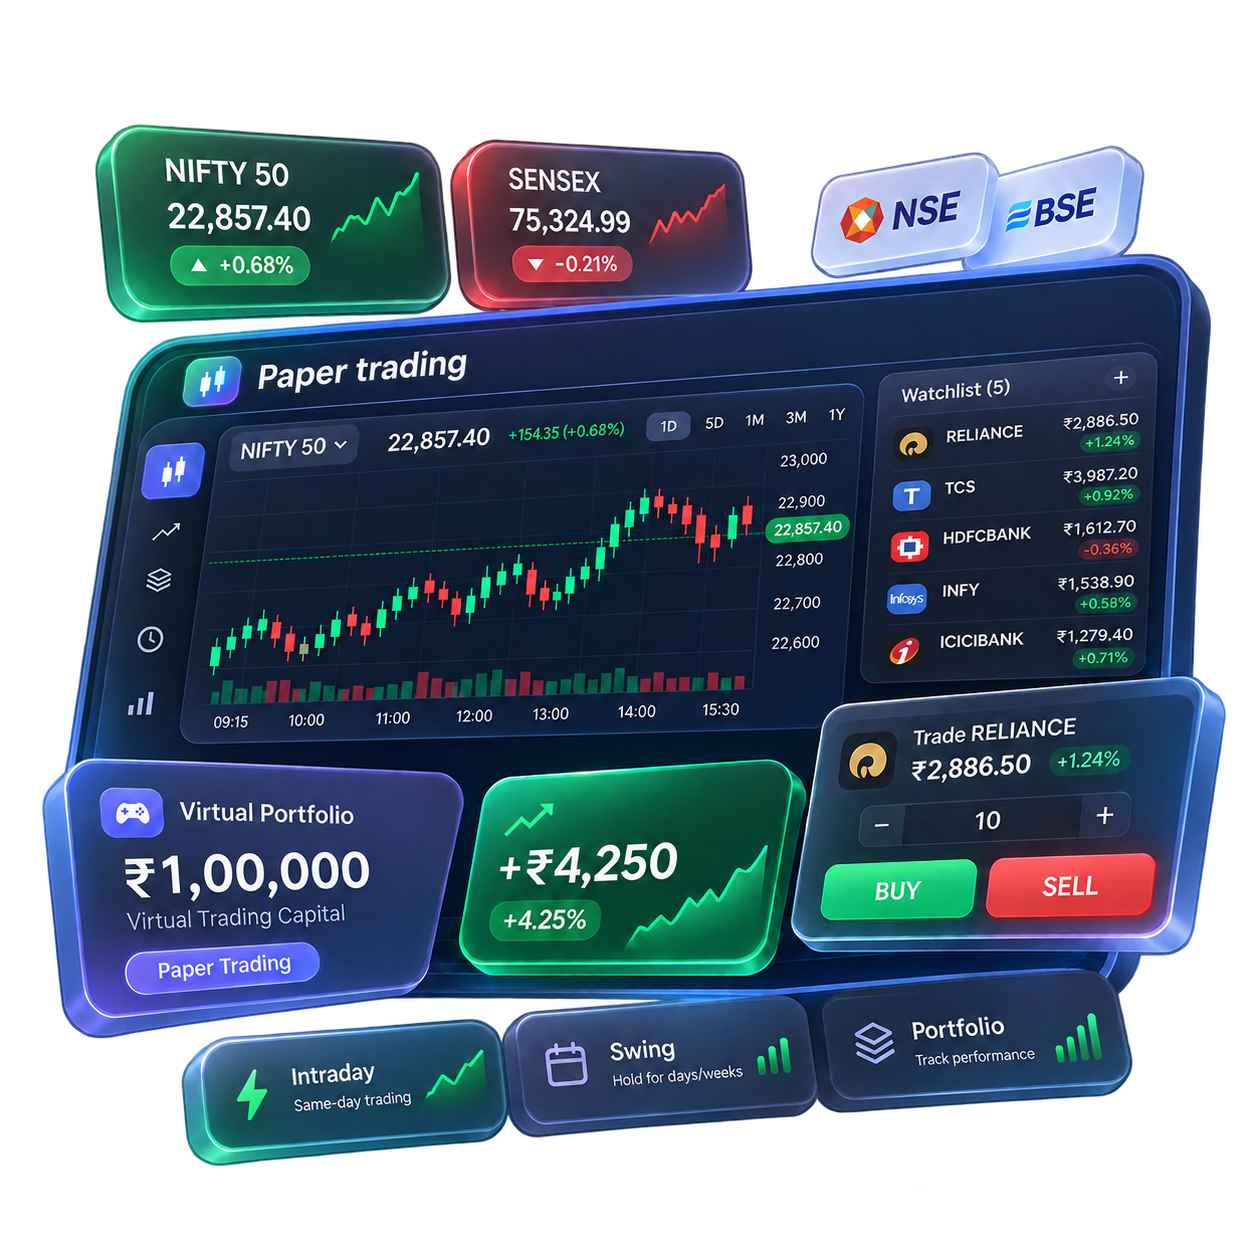 NIFTY 50
22,857.40
▲ +0.68%
SENSEX
75,324.99
▼ -0.21%
NSE
BSE
Paper trading
NIFTY 50
22,857.40
+154.35 (+0.68%)
1D
5D
1M
3M
1Y
23,000
22,900
22,857.40
22,800
22,700
22,600
09:15
10:00
11:00
12:00
13:00
14:00
15:30
Watchlist (5)
+
RELIANCE
₹2,886.50
+1.24%
T
TCS
₹3,987.20
+0.92%
HDFCBANK
₹1,612.70
-0.36%
Infosys
INFY
₹1,538.90
+0.58%
i
ICICIBANK
₹1,279.40
+0.71%
Trade RELIANCE
₹2,886.50
+1.24%
− 10 +
BUY
SELL
Virtual Portfolio
₹1,00,000
Virtual Trading Capital
Paper Trading
+₹4,250
+4.25%
Intraday
Same-day trading
Swing
Hold for days/weeks
Portfolio
Track performance